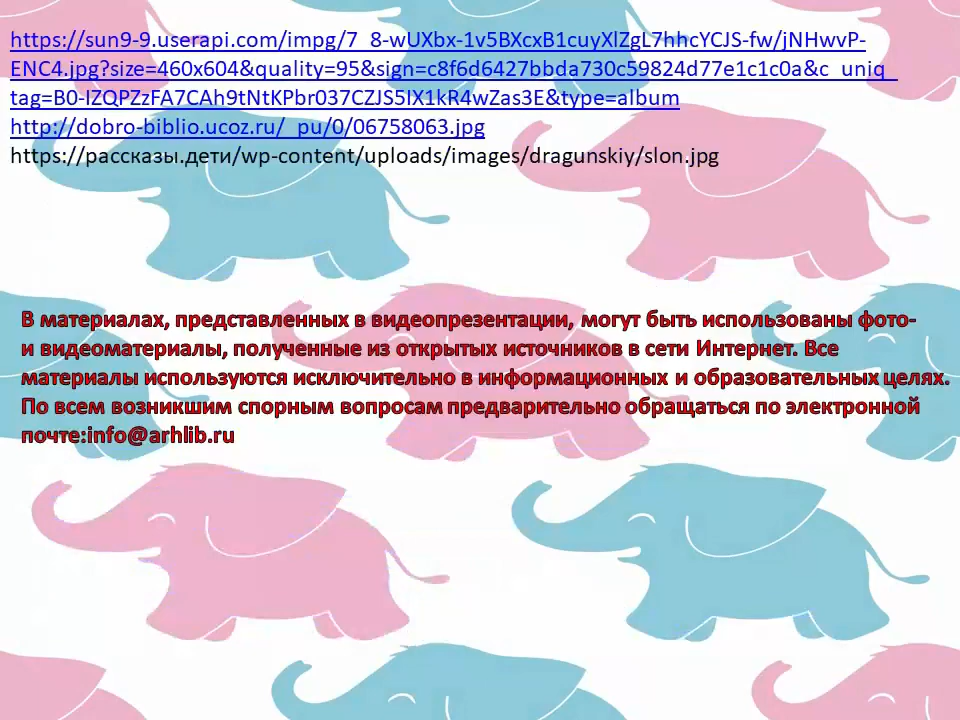 https://sun9-9.userapi.com/impg/7_8-wUXbx-1v5BXcxB1cuyXlZgL7hhcYCJS-fw/jNHwvP-
ENC4.jpg?size=460x604&quality=95&sign=c8f6d6427bbda730c59824d77e1c1c0a&c_uniq_
tag=B0-IZQPZzFA7CAh9tNtKPbr037CZJS5IX1kR4wZas3E&type=album
http://dobro-biblio.ucoz.ru/_pu/0/06758063.jpg
https://рассказы.дети/wp-content/uploads/images/dragunskiy/slon.jpg
В материалах, представленных в видеопрезентации, могут быть использованы фото-
и видеоматериалы, полученные из открытых источников в сети Интернет. Все
материалы используются исключительно в информационных и образовательных целях.
По всем возникшим спорным вопросам предварительно обращаться по электронной
почте:info@arhlib.ru